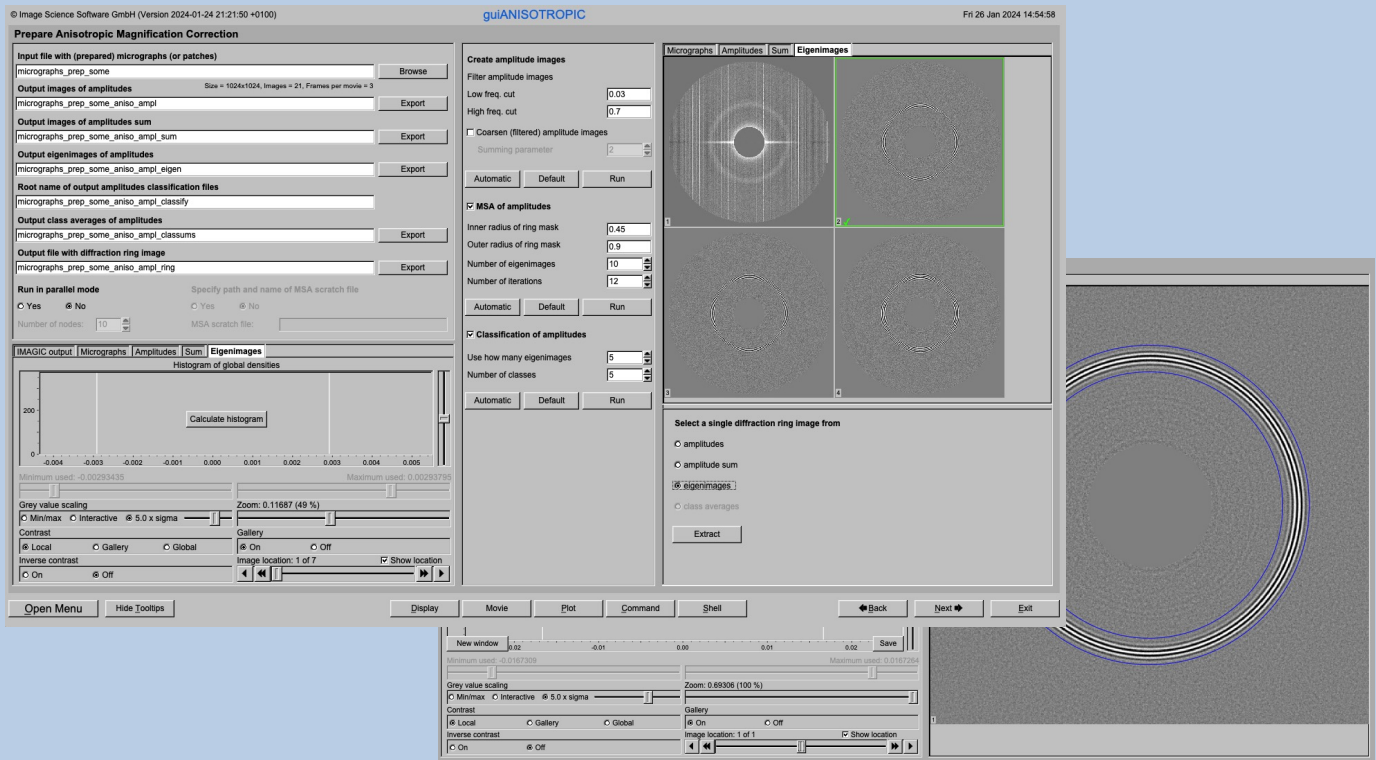 © Image Science Software GmbH (Version 2024-01-24 21:21:50 +0100)
guiANISOTROPIC
Fri 26 Jan 2024 14:54:58
Prepare Anisotropic Magnification Correction
Input file with (prepared) micrographs (or patches)
micrographs_prep_some
Browse
Output images of amplitudes
Size = 1024x1024, Images = 21, Frames per movie = 3
micrographs_prep_some_aniso_ampl
Export
Output images of amplitudes sum
micrographs_prep_some_aniso_ampl_sum
Export
Output eigenimages of amplitudes
micrographs_prep_some_aniso_ampl_eigen
Export
Root name of output amplitudes classification files
micrographs_prep_some_aniso_ampl_classify
Output class averages of amplitudes
micrographs_prep_some_aniso_ampl_classums
Export
Output file with diffraction ring image
micrographs_prep_some_aniso_ampl_ring
Export
Run in parallel mode
Specify path and name of MSA scratch file
Yes No
Yes No
Number of nodes: 10
MSA scratch file:
IMAGIC output Micrographs Amplitudes Sum Eigenimages
Histogram of global densities
200
Calculate histogram
0
-0.004 -0.003 -0.002 -0.001 0.000 0.001 0.002 0.003 0.004 0.005
Minimum used: -0.00293435
Maximum used: 0.00293795
Grey value scaling
Zoom: 0.11687 (49 %)
Min/max Interactive 5.0 x sigma
Contrast
Gallery
Local Gallery Global
On Off
Inverse contrast
Image location: 1 of 7
Show location
On Off
Create amplitude images
Filter amplitude images
Low freq. cut 0.03
High freq. cut 0.7
Coarsen (filtered) amplitude images
Summing parameter 2
Automatic Default Run
MSA of amplitudes
Inner radius of ring mask 0.45
Outer radius of ring mask 0.9
Number of eigenimages 10
Number of iterations 12
Automatic Default Run
Classification of amplitudes
Use how many eigenimages 5
Number of classes 5
Automatic Default Run
Micrographs Amplitudes Sum Eigenimages
1
2
3
4
Select a single diffraction ring image from
amplitudes
amplitude sum
eigenimages
class averages
Extract
Open Menu
Hide Tooltips
Display
Movie
Plot
Command
Shell
Back
Next
Exit
New window
0.02 -0.01 0.00 0.01 0.02
Save
Minimum used: -0.0167309
Maximum used: 0.0167264
Grey value scaling
Zoom: 0.69306 (100 %)
Min/max Interactive 5.0 x sigma
Contrast
Gallery
Local Gallery Global
On Off
Inverse contrast
Image location: 1 of 1
Show location
On Off
1